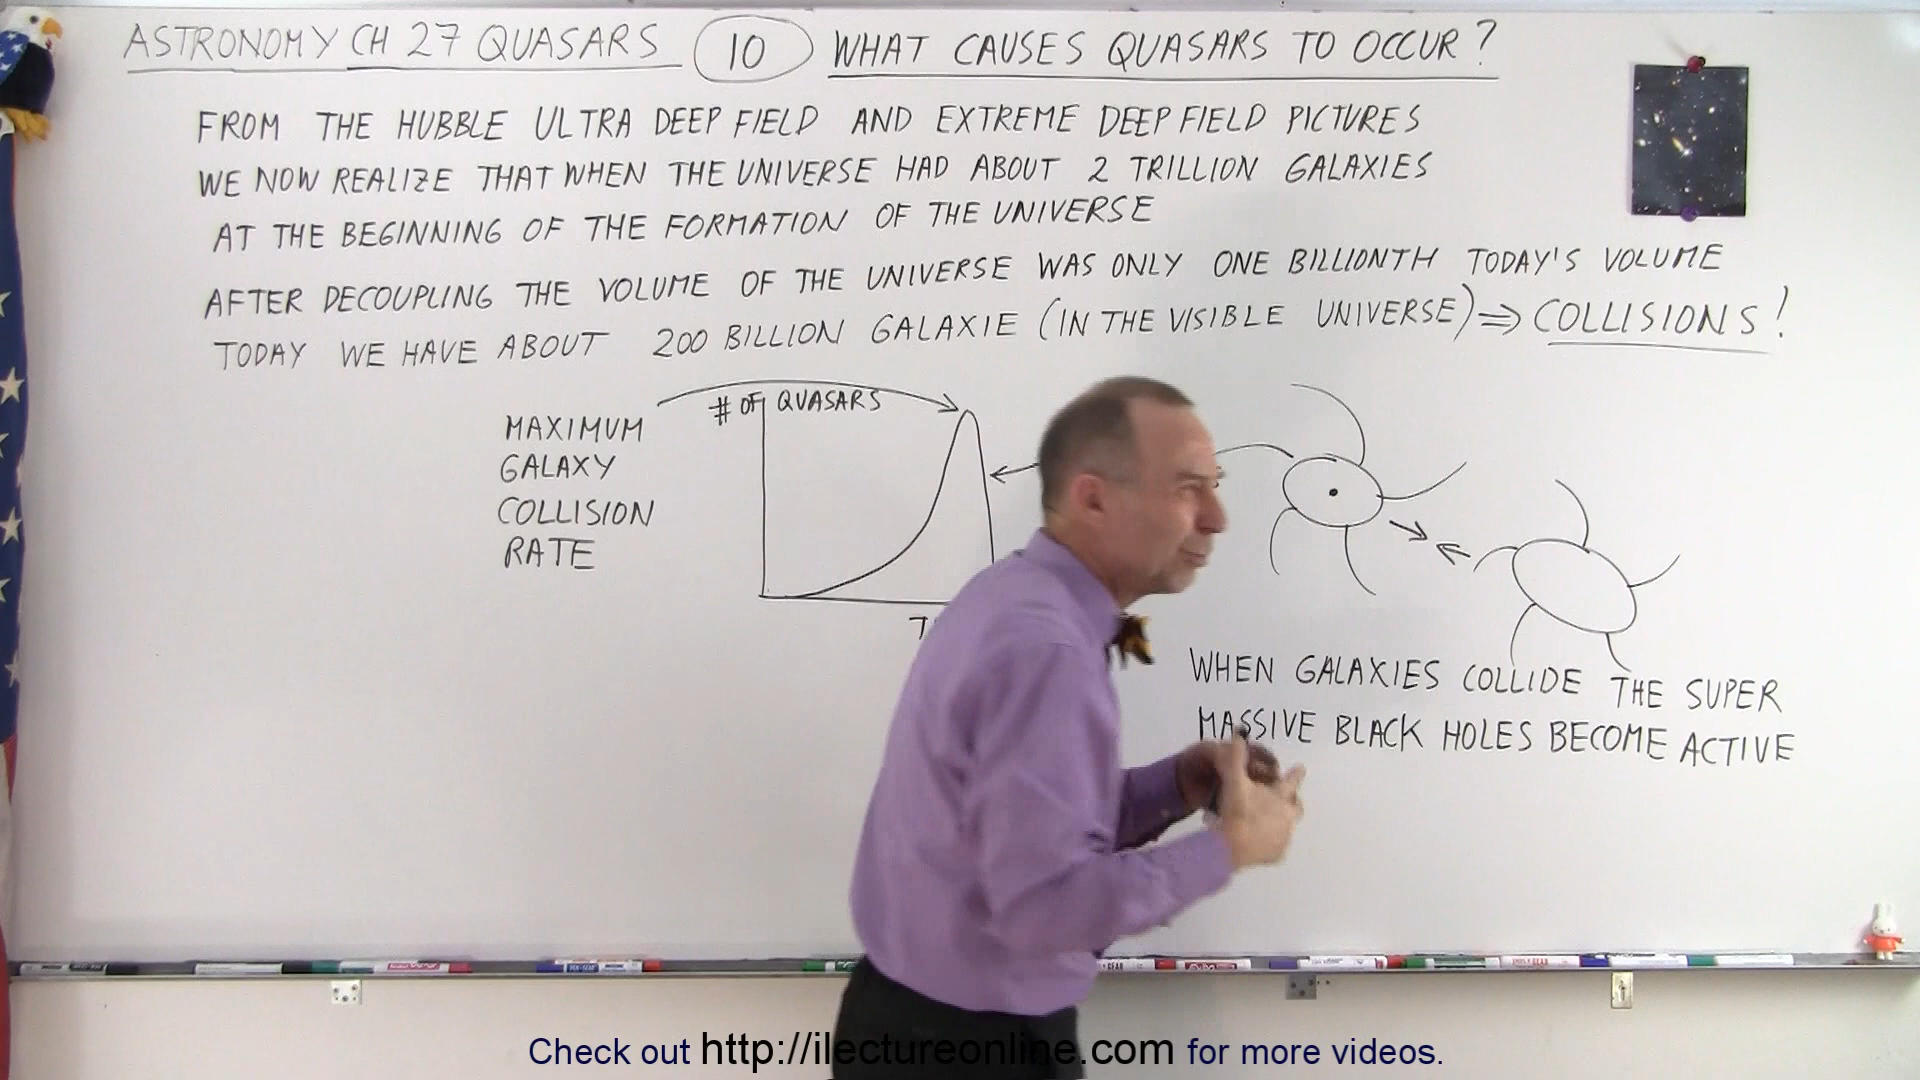 ASTRONOMY CH 27 QUASARS 10 WHAT CAUSES QUASARS TO OCCUR?
FROM THE HUBBLE ULTRA DEEP FIELD AND EXTREME DEEP FIELD PICTURES
WE NOW REALIZE THAT WHEN THE UNIVERSE HAD ABOUT 2 TRILLION GALAXIES
AT THE BEGINNING OF THE FORMATION OF THE UNIVERSE
AFTER DECOUPLING THE VOLUME OF THE UNIVERSE WAS ONLY ONE BILLIONTH TODAY'S VOLUME
TODAY WE HAVE ABOUT 200 BILLION GALAXIE (IN THE VISIBLE UNIVERSE) ⇒ COLLISIONS!
# OF QUASARS
MAXIMUM
GALAXY
COLLISION
RATE
WHEN GALAXIES COLLIDE THE SUPER
MASSIVE BLACK HOLES BECOME ACTIVE
Check out http://ilectureonline.com for more videos.